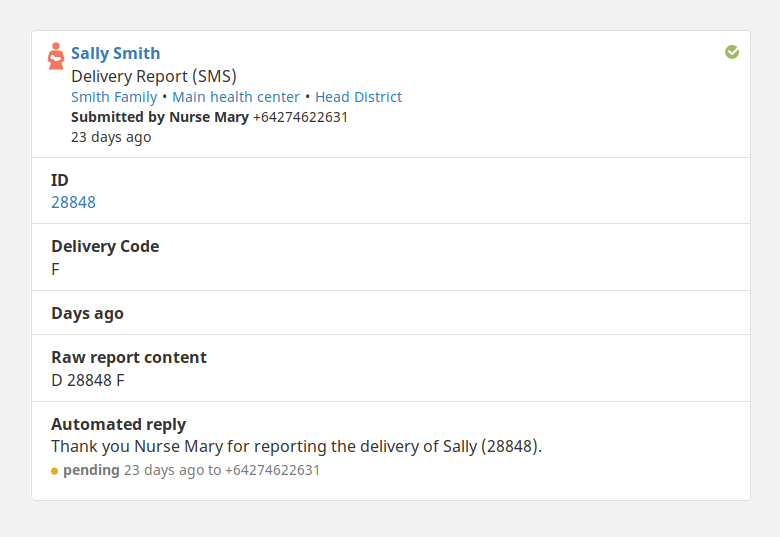 Sally Smith
Delivery Report (SMS)
Smith Family • Main health center • Head District
Submitted by Nurse Mary +64274622631
23 days ago
ID
28848
Delivery Code
F
Days ago
Raw report content
D 28848 F
Automated reply
Thank you Nurse Mary for reporting the delivery of Sally (28848).
pending 23 days ago to +64274622631